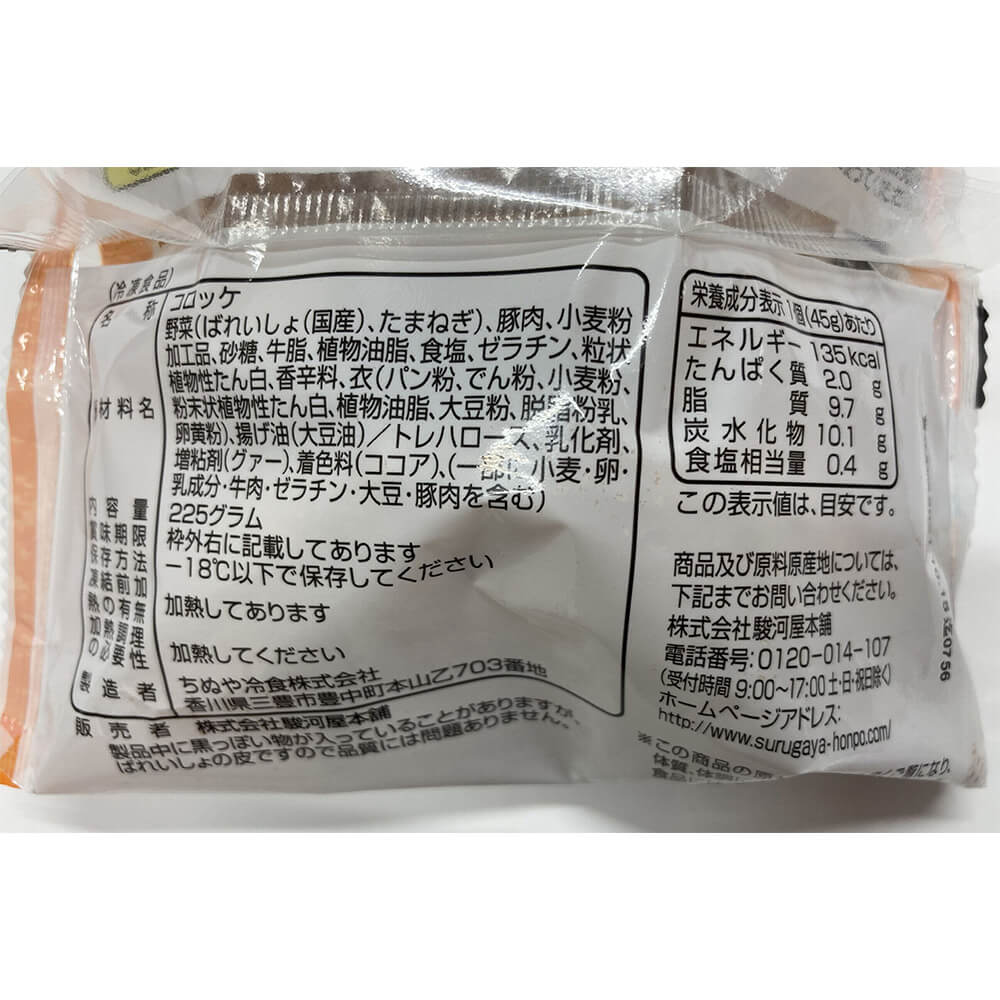 (冷凍食品)
名称 コロッケ
原材料名 野菜(ばれいしょ(国産)、たまねぎ)、豚肉、小麦粉
加工品、砂糖、牛脂、植物油脂、食塩、ゼラチン、粒状
植物性たん白、香辛料、衣(パン粉、でん粉、小麦粉、
粉末状植物性たん白、植物油脂、大豆粉、脱脂粉乳、
卵黄粉)、揚げ油(大豆油)/トレハロース、乳化剤、
増粘剤(グァー)、着色料(ココア)、(一部に小麦・卵・
乳成分・牛肉・ゼラチン・大豆・豚肉を含む)
内容量 225グラム
賞味期限 枠外右に記載してあります
保存方法 −18℃以下で保存してください
凍結前加熱の有無 加熱してあります
加熱調理の必要性 加熱してください
製造者 ちぬや冷食株式会社
香川県三豊市豊中町本山乙703番地
販売者 株式会社駿河屋本舗
製品中に黒っぽい物が入っていることがありますが、
ばれいしょの皮ですので品質には問題ありません。
栄養成分表示 1個(45g)あたり
エネルギー 135kcal
たんぱく質 2.0 g
脂質 9.7 g
炭水化物 10.1 g
食塩相当量 0.4 g
この表示値は、目安です。
商品及び原料原産地については、
下記までお問い合わせください。
株式会社駿河屋本舗
電話番号:0120-014-107
(受付時間 9:00〜17:00 土・日・祝日除く)
ホームページアドレス:
http://www.surugaya-honpo.com/
※この商品の原
体質、体調
食品に